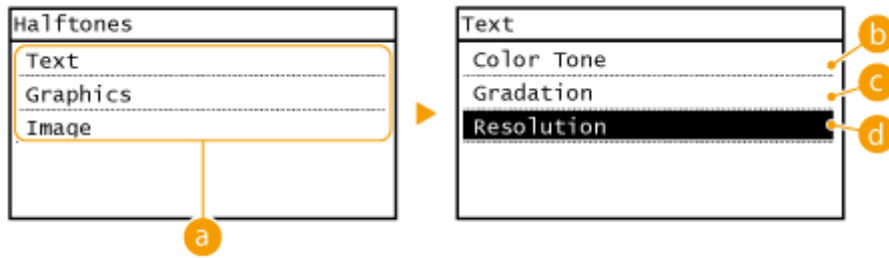 Halftones
Text
Graphics
Image
a
Text
Color Tone
Gradation
Resolution
b
c
d